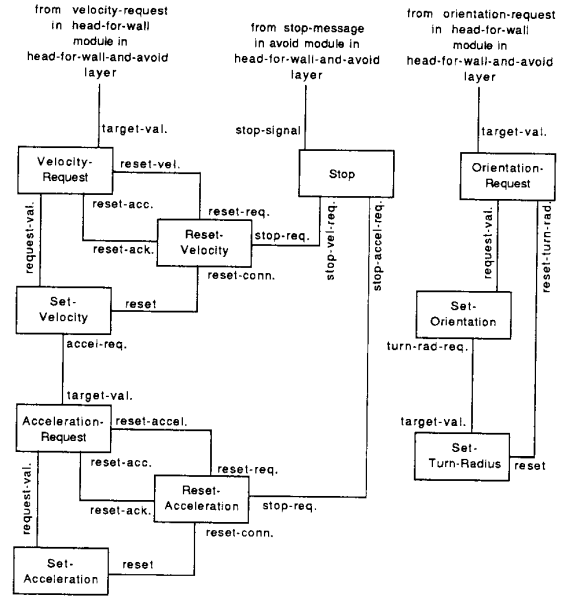 from velocity-request
in head-for-wall
module in
head-for-wall-and-avoid
layer
from stop-message
in avoid module in
head-for-wall-and-avoid
layer
from orientation-request
in head-for-wall
module in
head-for-wall-and-avoid
layer
target-val.
stop-signal
target-val.
Velocity-
Request
reset-vel.
Stop
Orientation-
Request
reset-acc.
reset-req.
request-val.
Reset-
Velocity
reset-ack.
stop-req.
stop-vel-req.
stop-accel-req.
request-val.
reset-turn-rad.
reset-conn.
Set-
Velocity
reset
Set-
Orientation
accel-req.
turn-rad-req.
target-val.
target-val.
Acceleration-
Request
reset-accel.
Set-
Turn-Radius
reset
reset-acc.
reset-req.
request-val.
Reset-
Acceleration
reset-ack.
stop-req.
reset-conn.
Set-
Acceleration
reset